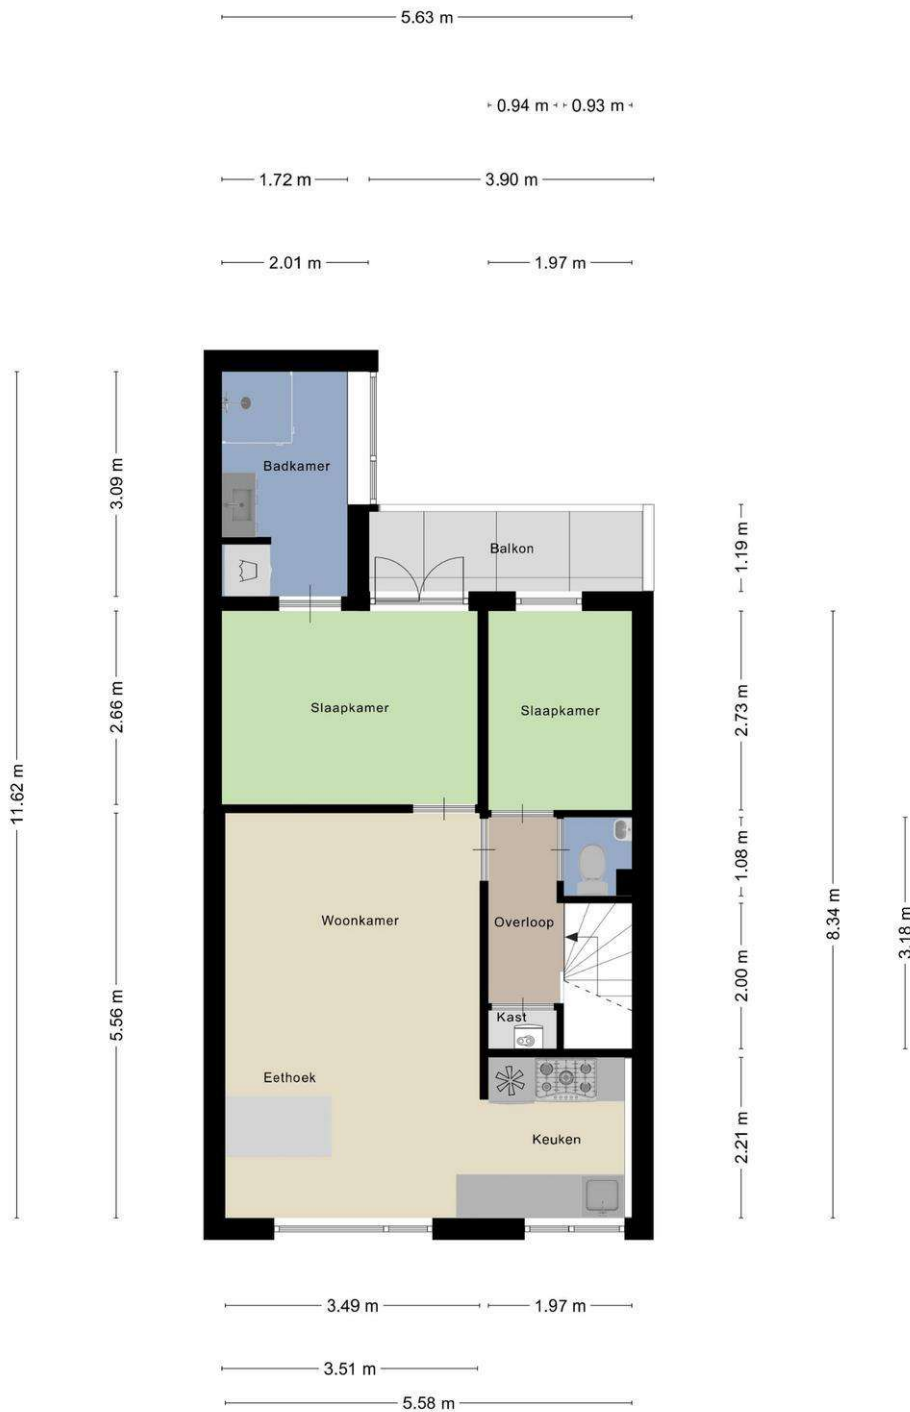 5.63 m
0.94 m
0.93 m
1.72 m
3.90 m
2.01 m
1.97 m
Badkamer
3.09 m
Balkon
1.19 m
Slaapkamer
Slaapkamer
2.66 m
2.73 m
11.62 m
1.08 m
Woonkamer
Overloop
8.34 m
3.18 m
2.00 m
5.56 m
Kast
Eethoek
Keuken
2.21 m
3.49 m
1.97 m
3.51 m
5.58 m